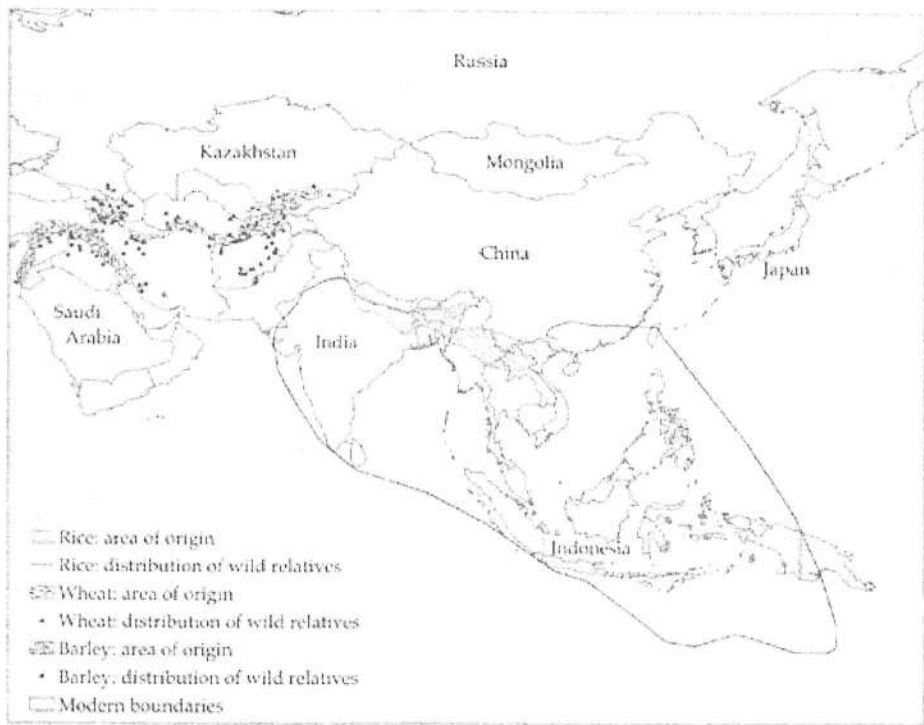 Russia
Kazakhstan
Mongolia
China
Japan
Saudi
Arabia
India
Indonesia
Rice: area of origin
Rice: distribution of wild relatives
Wheat: area of origin
Wheat: distribution of wild relatives
Barley: area of origin
Barley: distribution of wild relatives
Modern boundaries